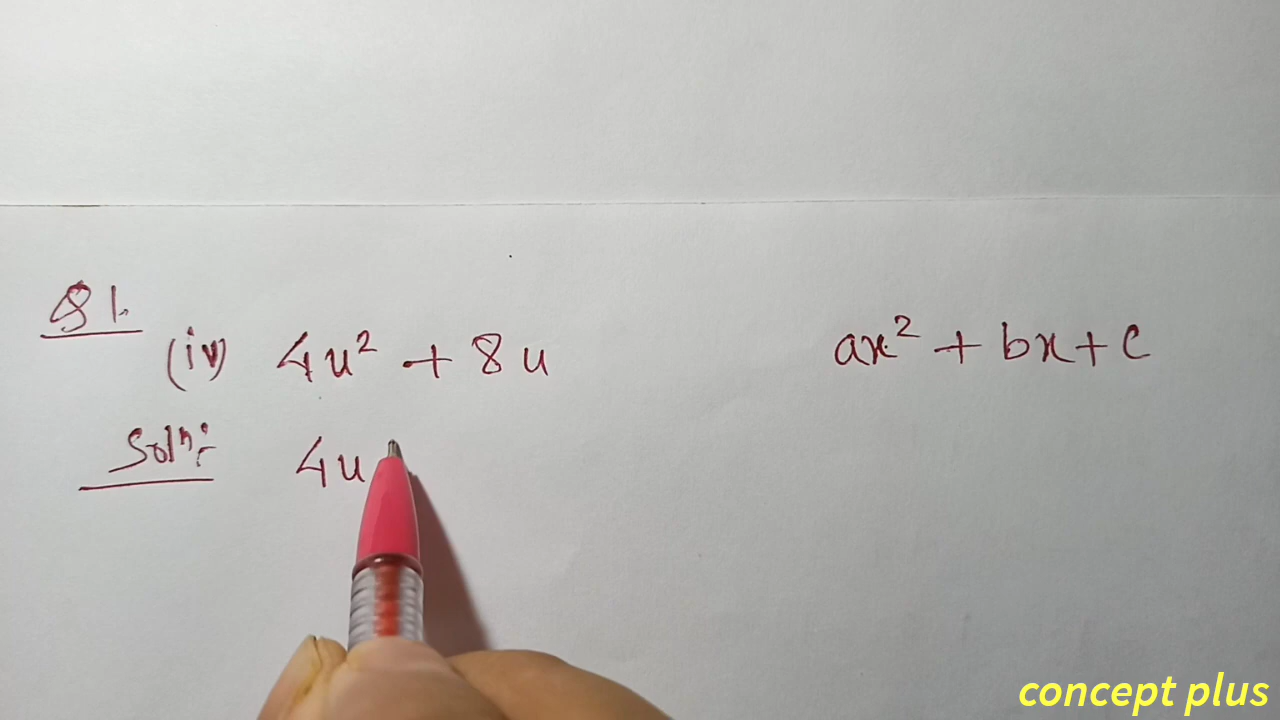 Q1.
(iv) 4u² + 8u ax² + bx + c
Solⁿ: 4u
concept plus